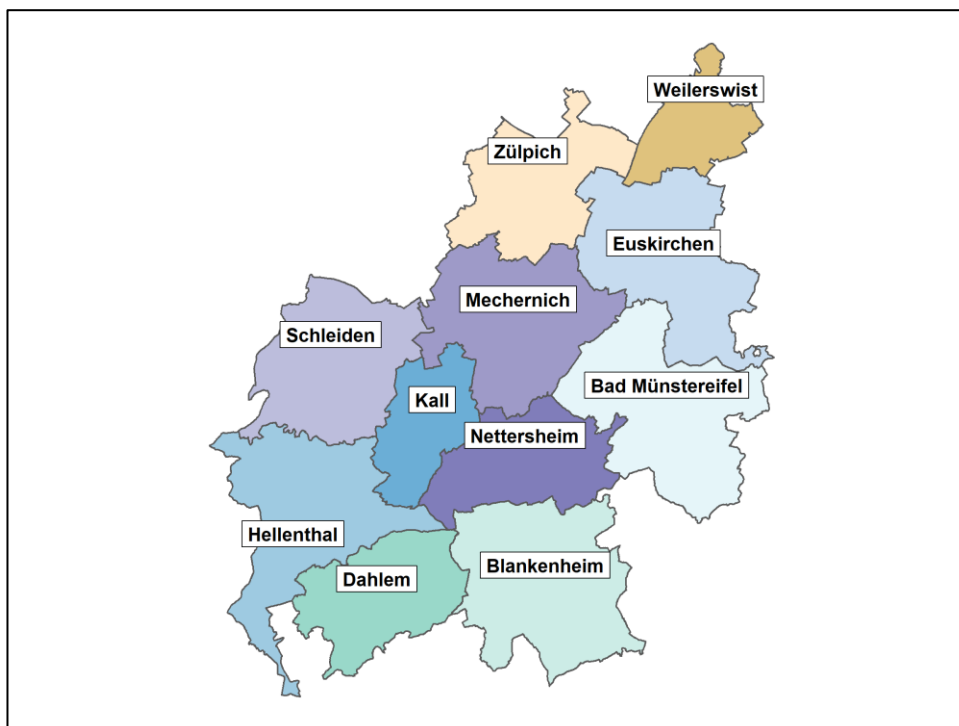 Weilerswist
Zülpich
Euskirchen
Mechernich
Schleiden
Bad Münstereifel
Kall
Nettersheim
Hellenthal
Blankenheim
Dahlem